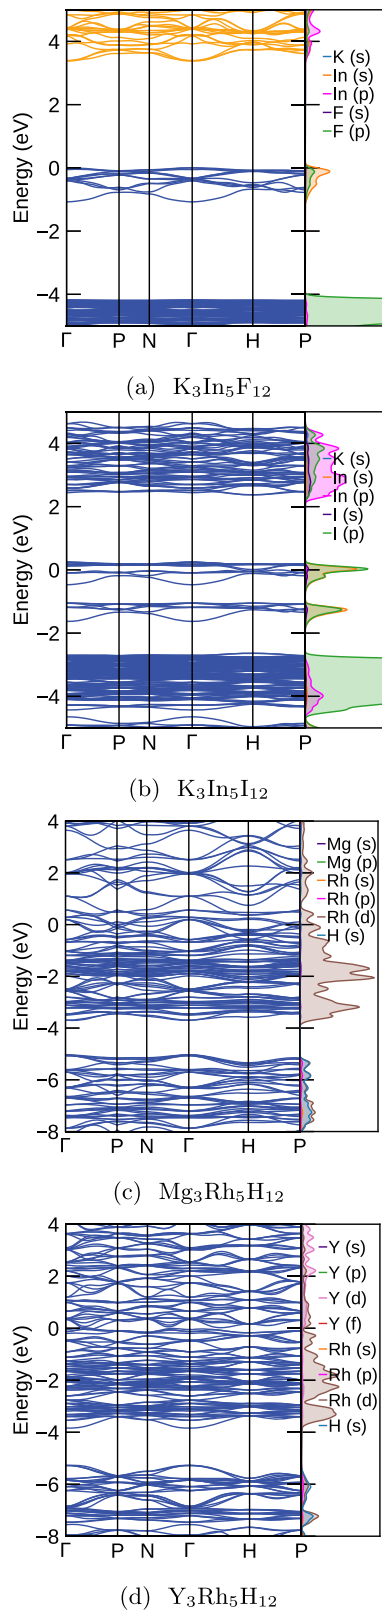 4
2
0
−2
−4
Energy (eV)
K (s)
In (s)
In (p)
F (s)
F (p)
Γ P N Γ H P
(a) K₃In₅F₁₂
4
2
0
−2
−4
Energy (eV)
K (s)
In (s)
In (p)
I (s)
I (p)
Γ P N Γ H P
(b) K₃In₅I₁₂
4
2
0
−2
−4
−6
−8
Energy (eV)
Mg (s)
Mg (p)
Rh (s)
Rh (p)
Rh (d)
H (s)
Γ P N Γ H P
(c) Mg₃Rh₅H₁₂
4
2
0
−2
−4
−6
−8
Energy (eV)
Y (s)
Y (p)
Y (d)
Y (f)
Rh (s)
Rh (p)
Rh (d)
H (s)
Γ P N Γ H P
(d) Y₃Rh₅H₁₂